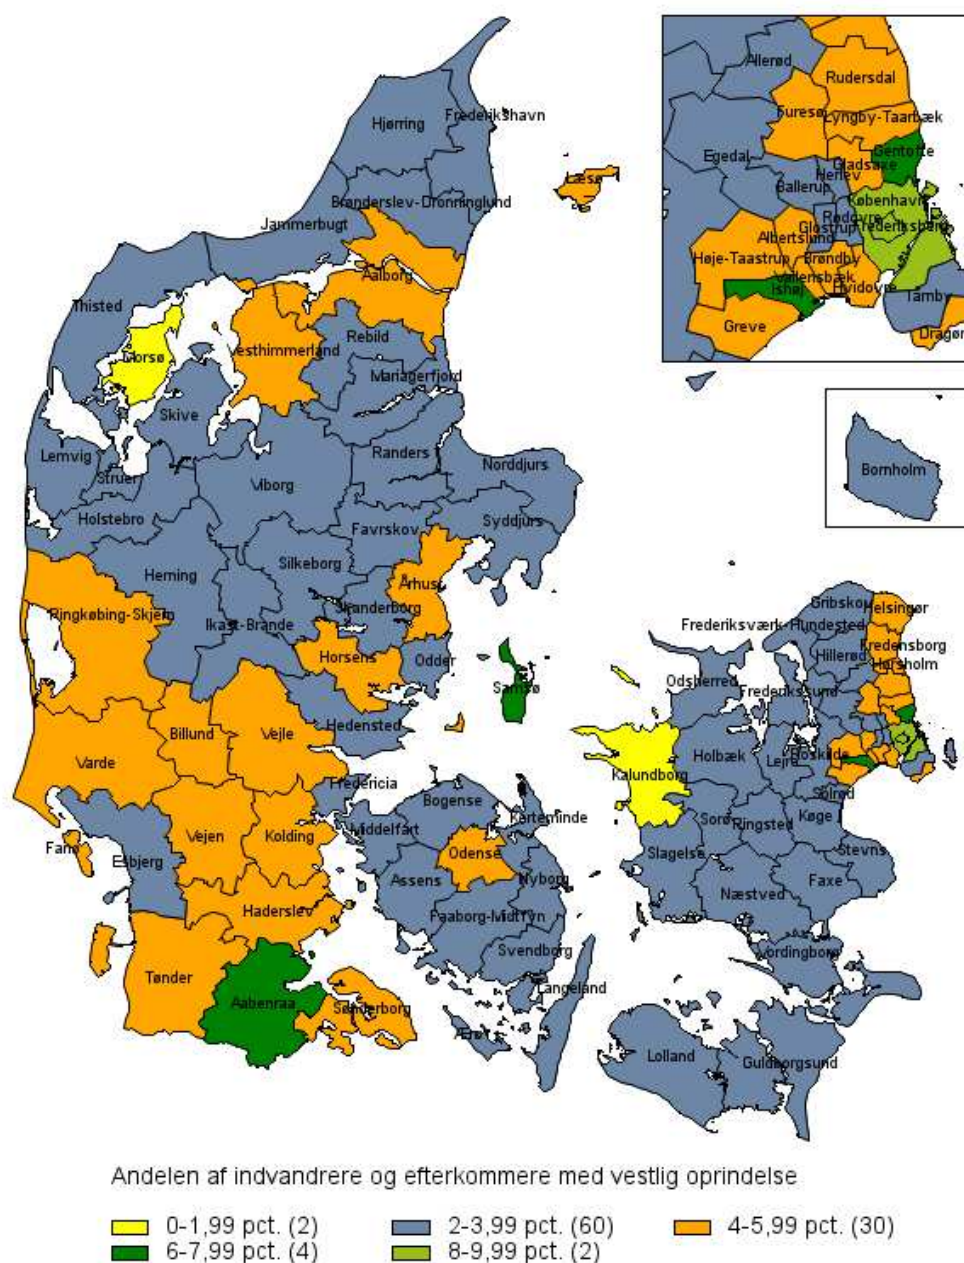 Allerød
Rudersdal
Furesø
Lyngby-Taarbæk
Gentofte
Gladsaxe
Egedal
Herlev
Ballerup
København
Rødovre
Glostrup
Frederiksberg
Albertslund
Høje-Taastrup
Brøndby
Vallensbæk
Ishøj
Hvidovre
Tårnby
Greve
Dragør
Frederikshavn
Hjørring
Læsø
Brønderslev-Dronninglund
Jammerbugt
Aalborg
Thisted
Rebild
Vesthimmerland
Morsø
Mariagerfjord
Skive
Bornholm
Lemvig
Randers
Norddjurs
Struer
Viborg
Holstebro
Syddjurs
Favrskov
Silkeborg
Herning
Århus
Skanderborg
Ringkøbing-Skjern
Ikast-Brande
Horsens
Odder
Samsø
Hedensted
Billund
Vejle
Varde
Fredericia
Bogense
Middelfart
Kerteminde
Vejen
Kolding
Fanø
Esbjerg
Odense
Assens
Nyborg
Haderslev
Faaborg-Midtfyn
Svendborg
Tønder
Aabenraa
Sønderborg
Langeland
Ærø
Gribskov
Helsingør
Frederiksværk-Hundested
Fredensborg
Hillerød
Hørsholm
Odsherred
Frederikssund
Holbæk
Roskilde
Lejre
Kalundborg
Solrød
Sorø
Ringsted
Køge
Slagelse
Stevns
Næstved
Faxe
Vordingborg
Lolland
Guldborgsund
Andelen af indvandrere og efterkommere med vestlig oprindelse
0-1,99 pct. (2)
2-3,99 pct. (60)
4-5,99 pct. (30)
6-7,99 pct. (4)
8-9,99 pct. (2)